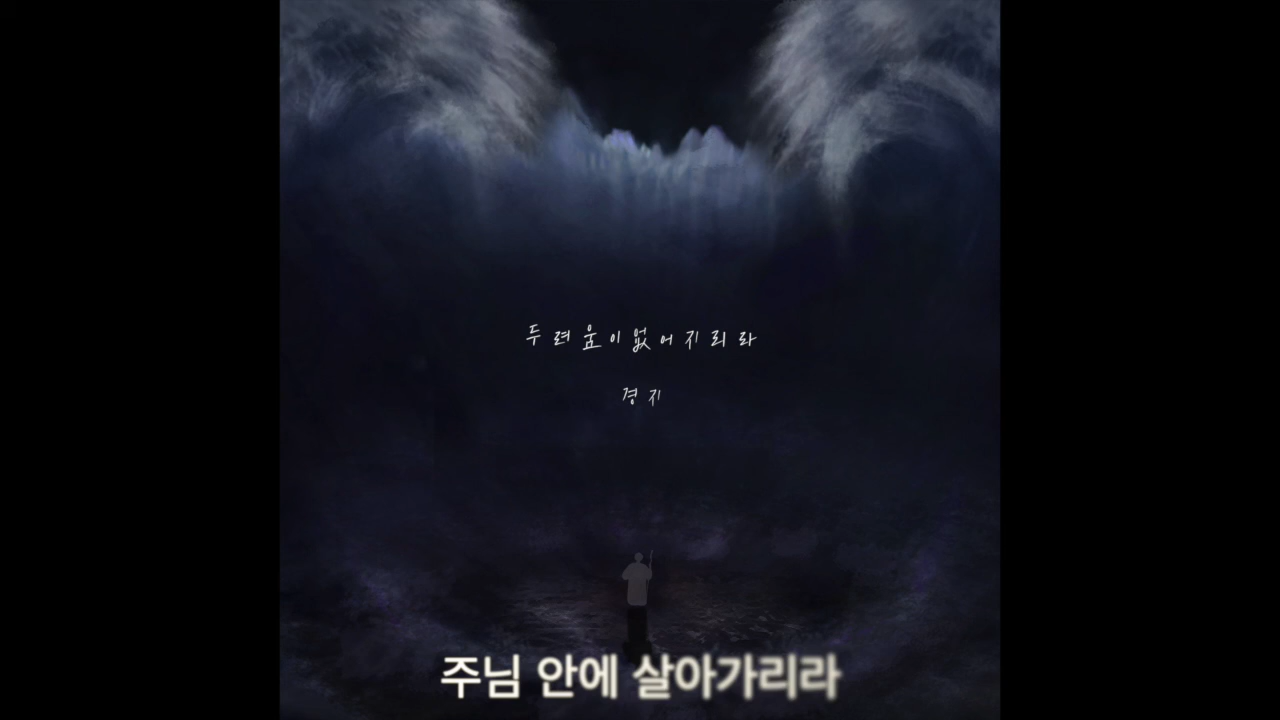 두려움이 없어지리라
경지
주님 안에 살아가리라